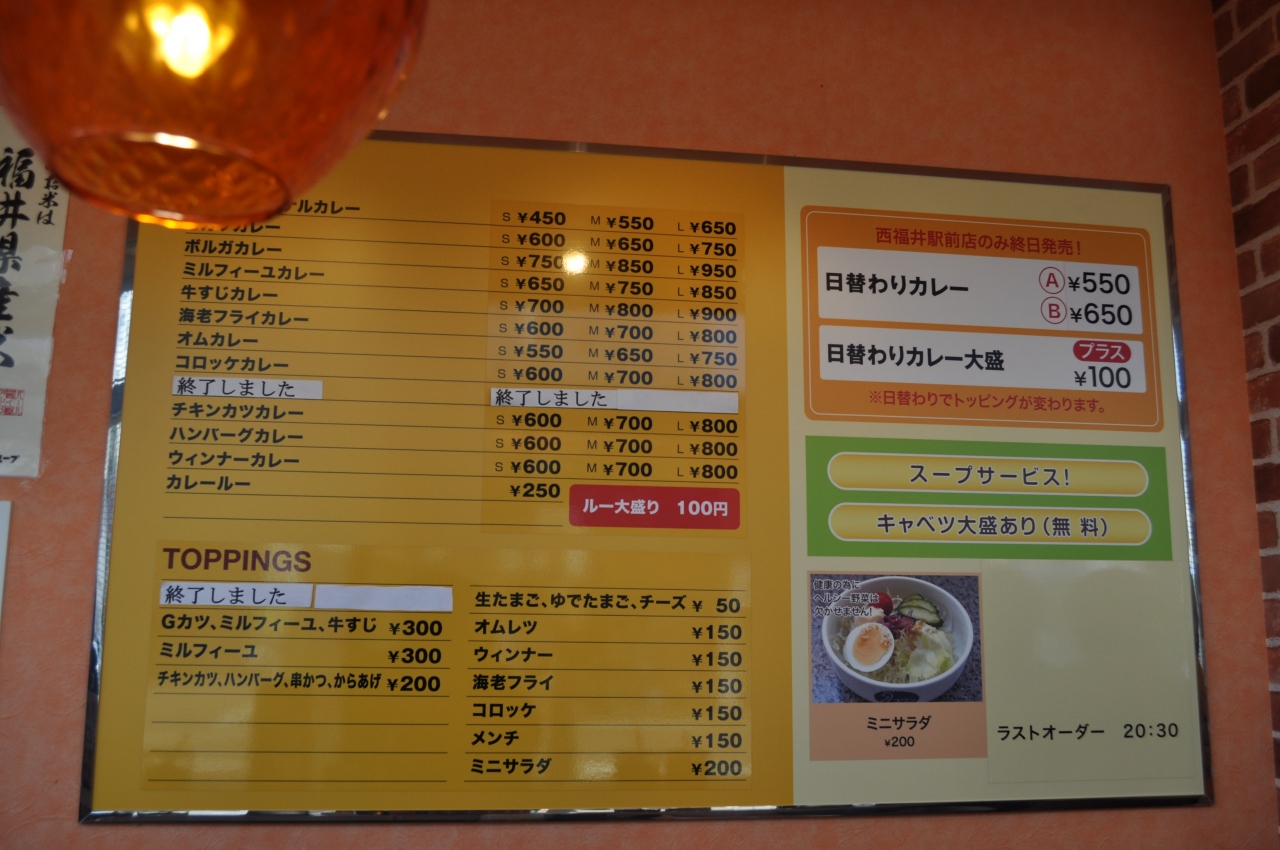 お米は
福井県産
ールカレー S ¥450 M ¥550 L ¥650
カレー S ¥600 M ¥650 L ¥750
ボルガカレー S ¥750 M ¥850 L ¥950
ミルフィーユカレー S ¥650 M ¥750 L ¥850
牛すじカレー S ¥700 M ¥800 L ¥900
海老フライカレー S ¥600 M ¥700 L ¥800
オムカレー S ¥550 M ¥650 L ¥750
コロッケカレー S ¥600 M ¥700 L ¥800
終了しました 終了しました
チキンカツカレー S ¥600 M ¥700 L ¥800
ハンバーグカレー S ¥600 M ¥700 L ¥800
ウィンナーカレー S ¥600 M ¥700 L ¥800
カレールー ¥250
ルー大盛り 100円
TOPPINGS
終了しました
Gカツ、ミルフィーユ、牛すじ ¥300
ミルフィーユ ¥300
チキンカツ、ハンバーグ、串かつ、からあげ ¥200
生たまご、ゆでたまご、チーズ ¥ 50
オムレツ ¥150
ウィンナー ¥150
海老フライ ¥150
コロッケ ¥150
メンチ ¥150
ミニサラダ ¥200
西福井駅前店のみ終日発売！
日替わりカレー Ⓐ ¥550
Ⓑ ¥650
日替わりカレー大盛 プラス
¥100
※日替わりでトッピングが変わります。
スープサービス！
キャベツ大盛あり（無 料）
健康の為に
ヘルシー野菜は
欠かせません！
ミニサラダ
¥200
ラストオーダー 20:30